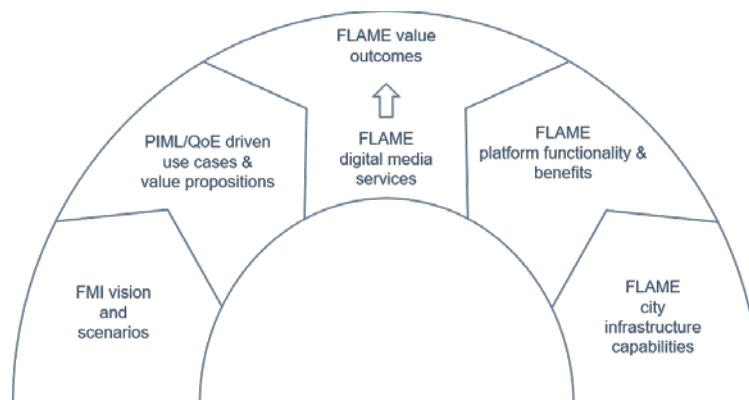 FLAME value
outcomes
PIML/QoE driven
use cases &
value propositions
FLAME
digital media
services
FLAME
platform functionality &
benefits
FMI vision
and
scenarios
FLAME
city
infrastructure
capabilities